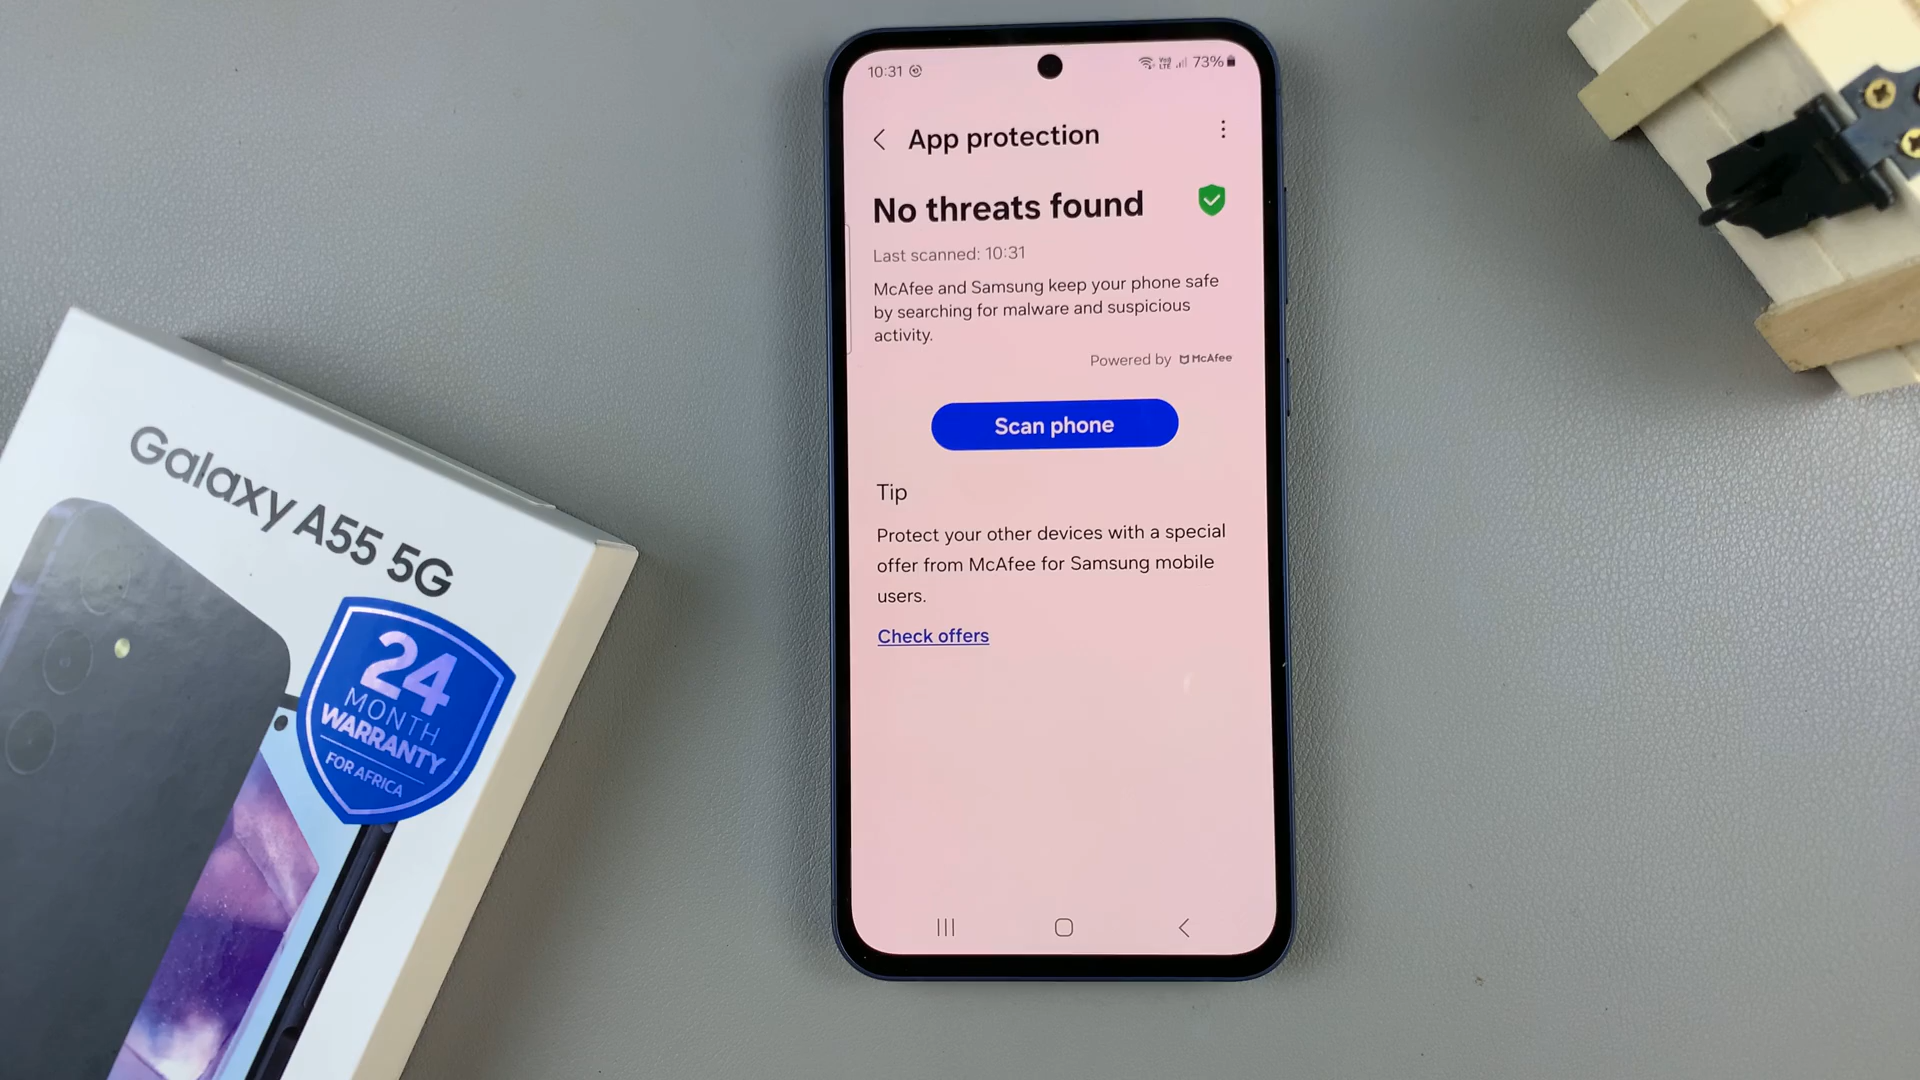 10:31
Vo) LTE 73%
App protection
No threats found
Last scanned: 10:31
McAfee and Samsung keep your phone safe
by searching for malware and suspicious
activity.
Powered by McAfee
Scan phone
Tip
Protect your other devices with a special
offer from McAfee for Samsung mobile
users.
Check offers
Galaxy A55 5G
24
MONTH
WARRANTY
FOR AFRICA